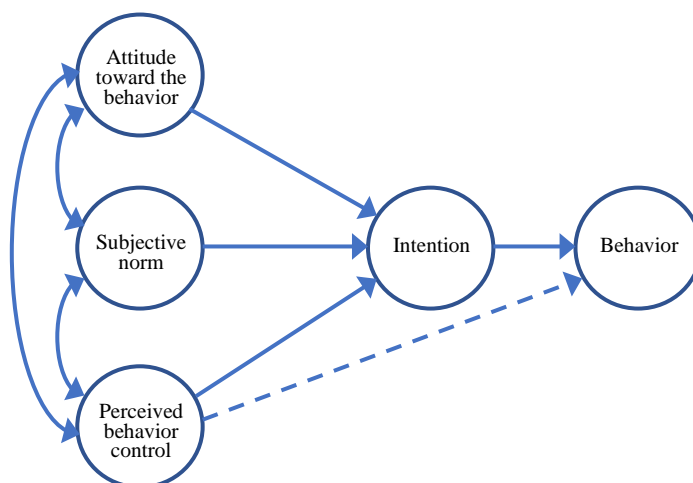 Attitude
toward the
behavior
Subjective
norm
Intention
Behavior
Perceived
behavior
control